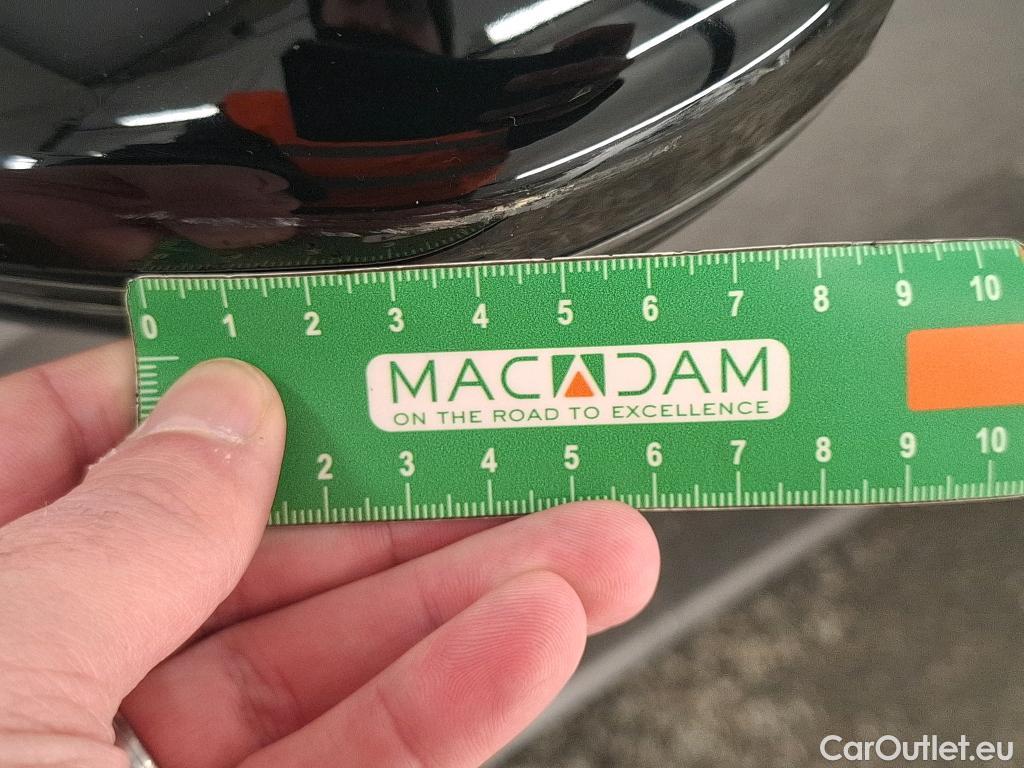 0 1 2 3 4 5 6 7 8 9 10
MACADAM
ON THE ROAD TO EXCELLENCE
2 3 4 5 6 7 8 9 10
CarOutlet.eu